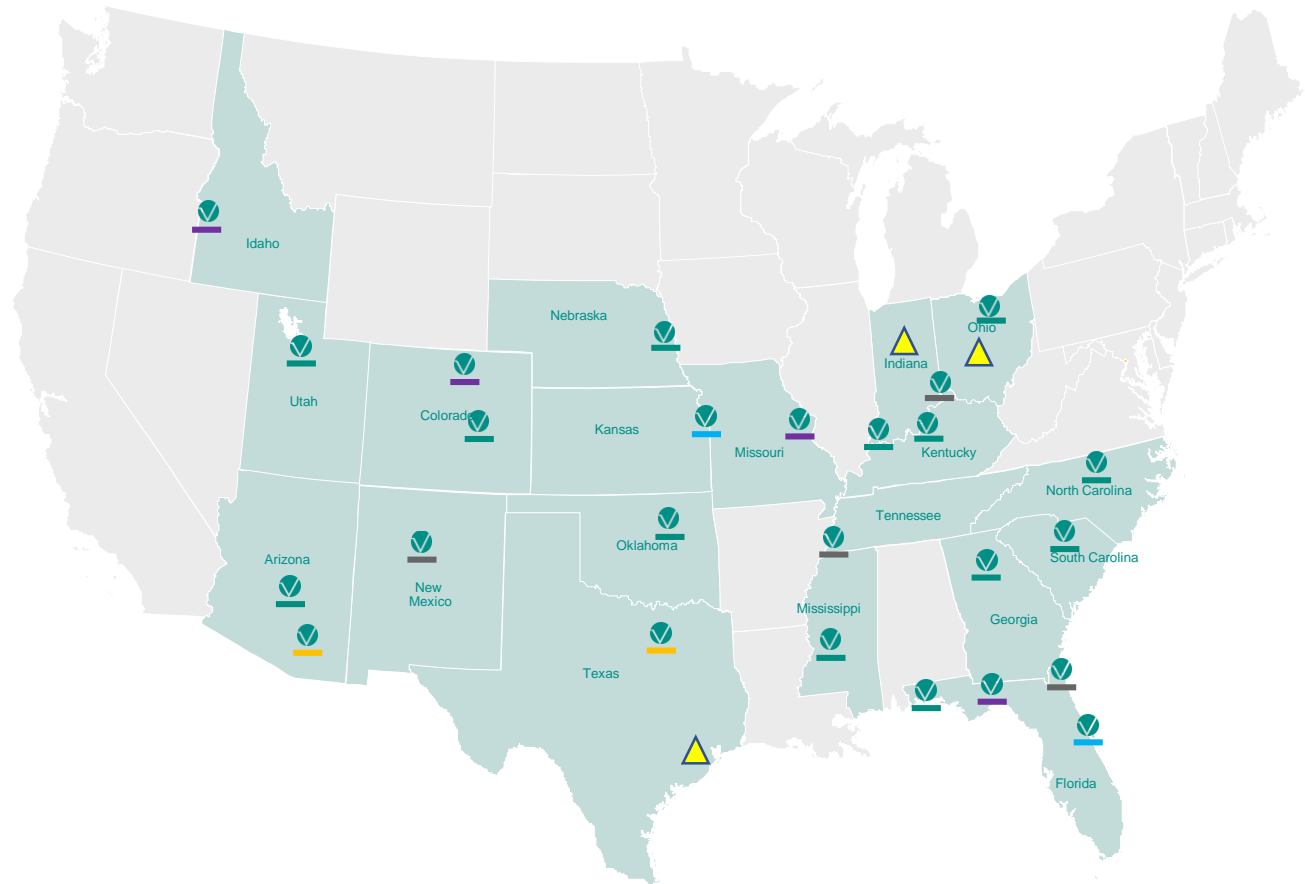 Idaho
Nebraska
Ohio
Indiana
Utah
Colorado
Kansas
Missouri
Kentucky
North Carolina
Tennessee
Oklahoma
South Carolina
Arizona
New
Mexico
Mississippi
Georgia
Texas
Florida